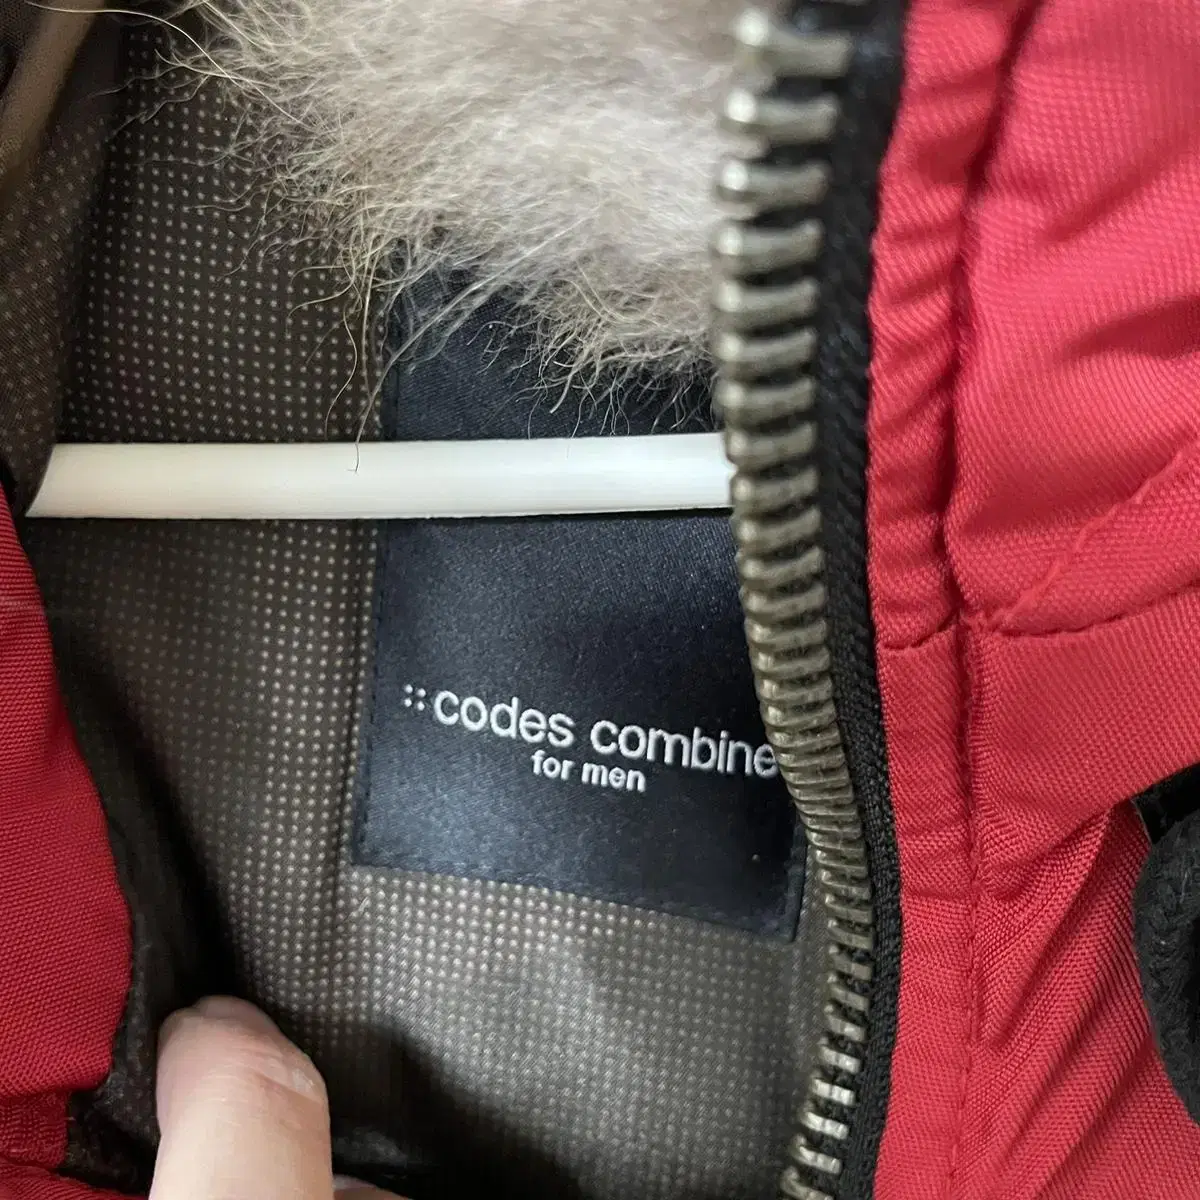 ::codes combine
for men